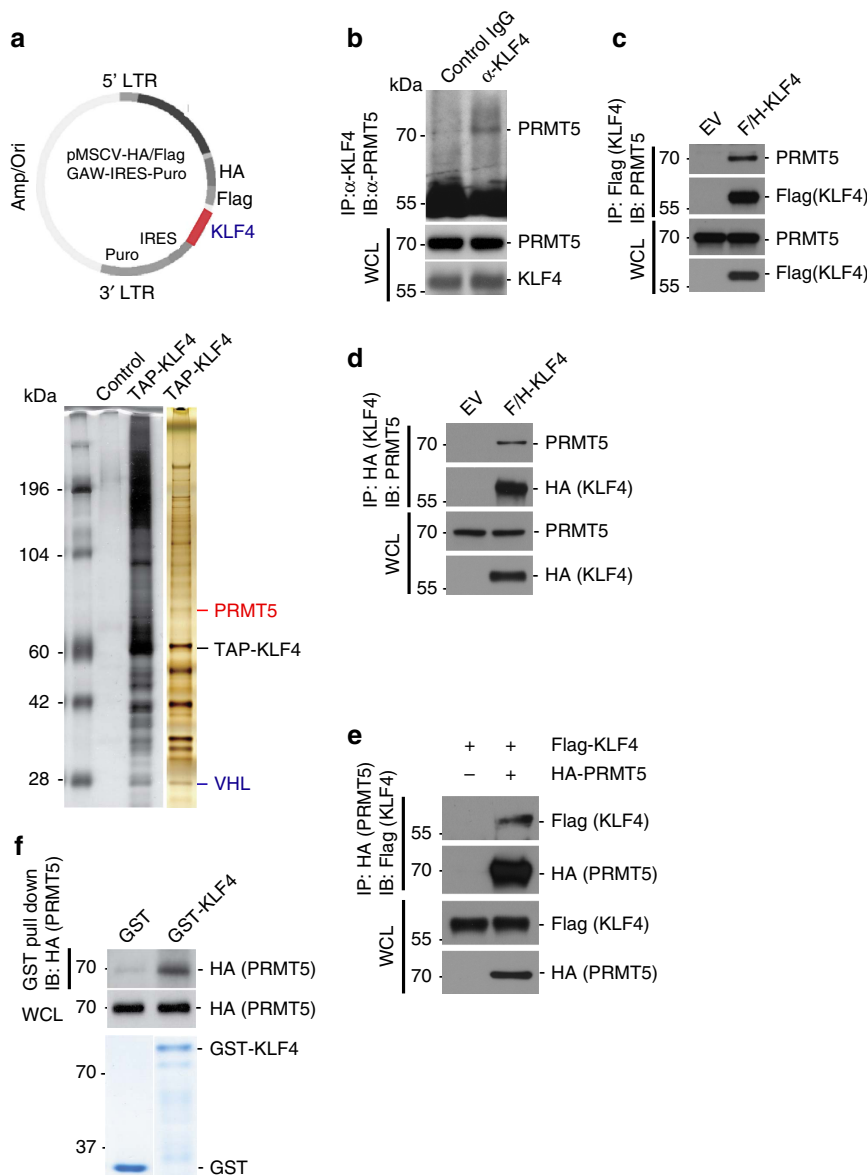 a
5′ LTR
pMSCV-HA/Flag
GAW-IRES-Puro
Amp/Ori
HA
Flag
KLF4
IRES
Puro
3′ LTR
kDa
Control
TAP-KLF4
TAP-KLF4
196 -
104 -
60 -
42 -
28 -
PRMT5
TAP-KLF4
VHL
b
kDa
Control IgG
α-KLF4
IP:α-KLF4
IB:α-PRMT5
70 -
55 -
PRMT5
WCL
70 -
PRMT5
55 -
KLF4
c
EV
F/H-KLF4
IP: Flag (KLF4)
IB: PRMT5
70 - PRMT5
55 - Flag(KLF4)
WCL
70 - PRMT5
55 - Flag(KLF4)
d
EV
F/H-KLF4
IP: HA (KLF4)
IB: PRMT5
70 - PRMT5
55 - HA (KLF4)
WCL
70 - PRMT5
55 - HA (KLF4)
e
+ + Flag-KLF4
− + HA-PRMT5
IP: HA (PRMT5)
IB: Flag (KLF4)
55 - Flag (KLF4)
70 - HA (PRMT5)
WCL
55 - Flag (KLF4)
70 - HA (PRMT5)
f
GST
GST-KLF4
GST pull down
IB: HA (PRMT5)
70 - HA (PRMT5)
WCL 70 - HA (PRMT5)
- GST-KLF4
70 -
37 -
- GST